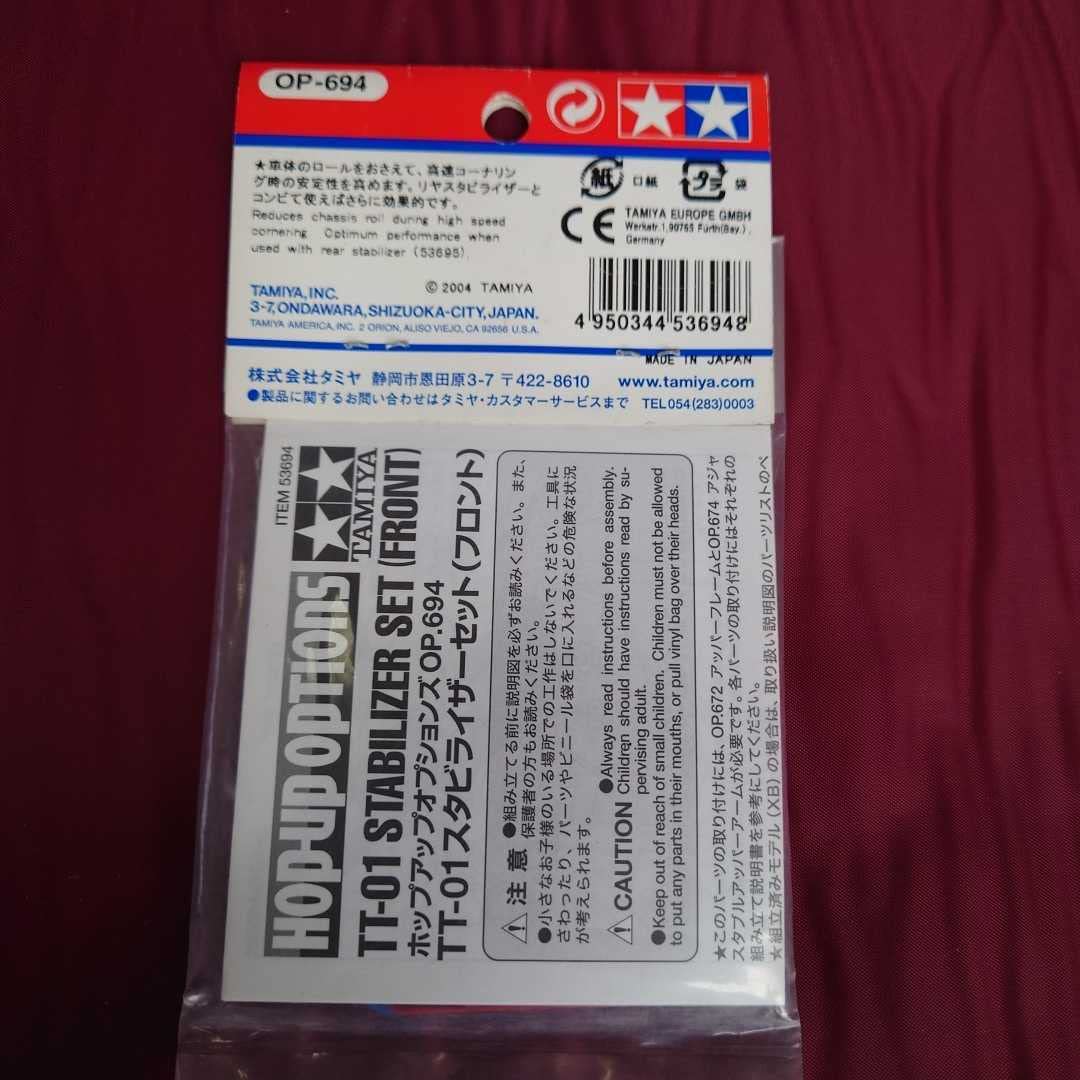 OP-694
★車体のロールをおさえて、高速コーナリン
グ時の安定性を高めます。リヤスタビライザーと
コンビで使えばさらに効果的です。
Reduces chassis roll during high speed
cornering. Optimum performance when
used with rear stabilizer (53695).
紙 口紙 プラ 袋
CE
TAMIYA EUROPE GMBH
Werkstr.1,90765 Fürth(Bay.),
Germany
© 2004 TAMIYA
TAMIYA, INC.
3-7, ONDAWARA, SHIZUOKA-CITY, JAPAN.
TAMIYA AMERICA, INC. 2 ORION, ALISO VIEJO, CA 92656 U.S.A.
4 950344 536948
MADE IN JAPAN
株式会社タミヤ 静岡市恩田原3-7 〒422-8610 www.tamiya.com
●製品に関するお問い合わせはタミヤ・カスタマーサービスまで TEL054(283)0003
ITEM 53694
HOP-UP OPTIONS
TAMIYA
TT-01 STABILIZER SET (FRONT)
ホップアップオプションズOP.694
TT-01スタビライザーセット(フロント)
注意
●組み立てる前に説明図を必ずお読みください。また、
保護者の方もお読みください。
●小さなお子様のいる場所での工作はしないでください。工具に
さわったり、パーツやビニール袋を口に入れるなどの危険な状況
が考えられます。
CAUTION
●Always read instructions before assembly.
Children should have instructions read by su-
pervising adult.
●Keep out of reach of small children. Children must not be allowed
to put any parts in their mouths, or pull vinyl bag over their heads.
★このパーツの取り付けには、OP.672 アッパーフレームとOP.674 アジャ
スタブルアッパーアームが必要です。各パーツの取り付けにはそれぞれの
組み立て説明書を参考にしてください。
★組立済みモデル(XB)の場合は、取り扱い説明図のパーツリストのペ